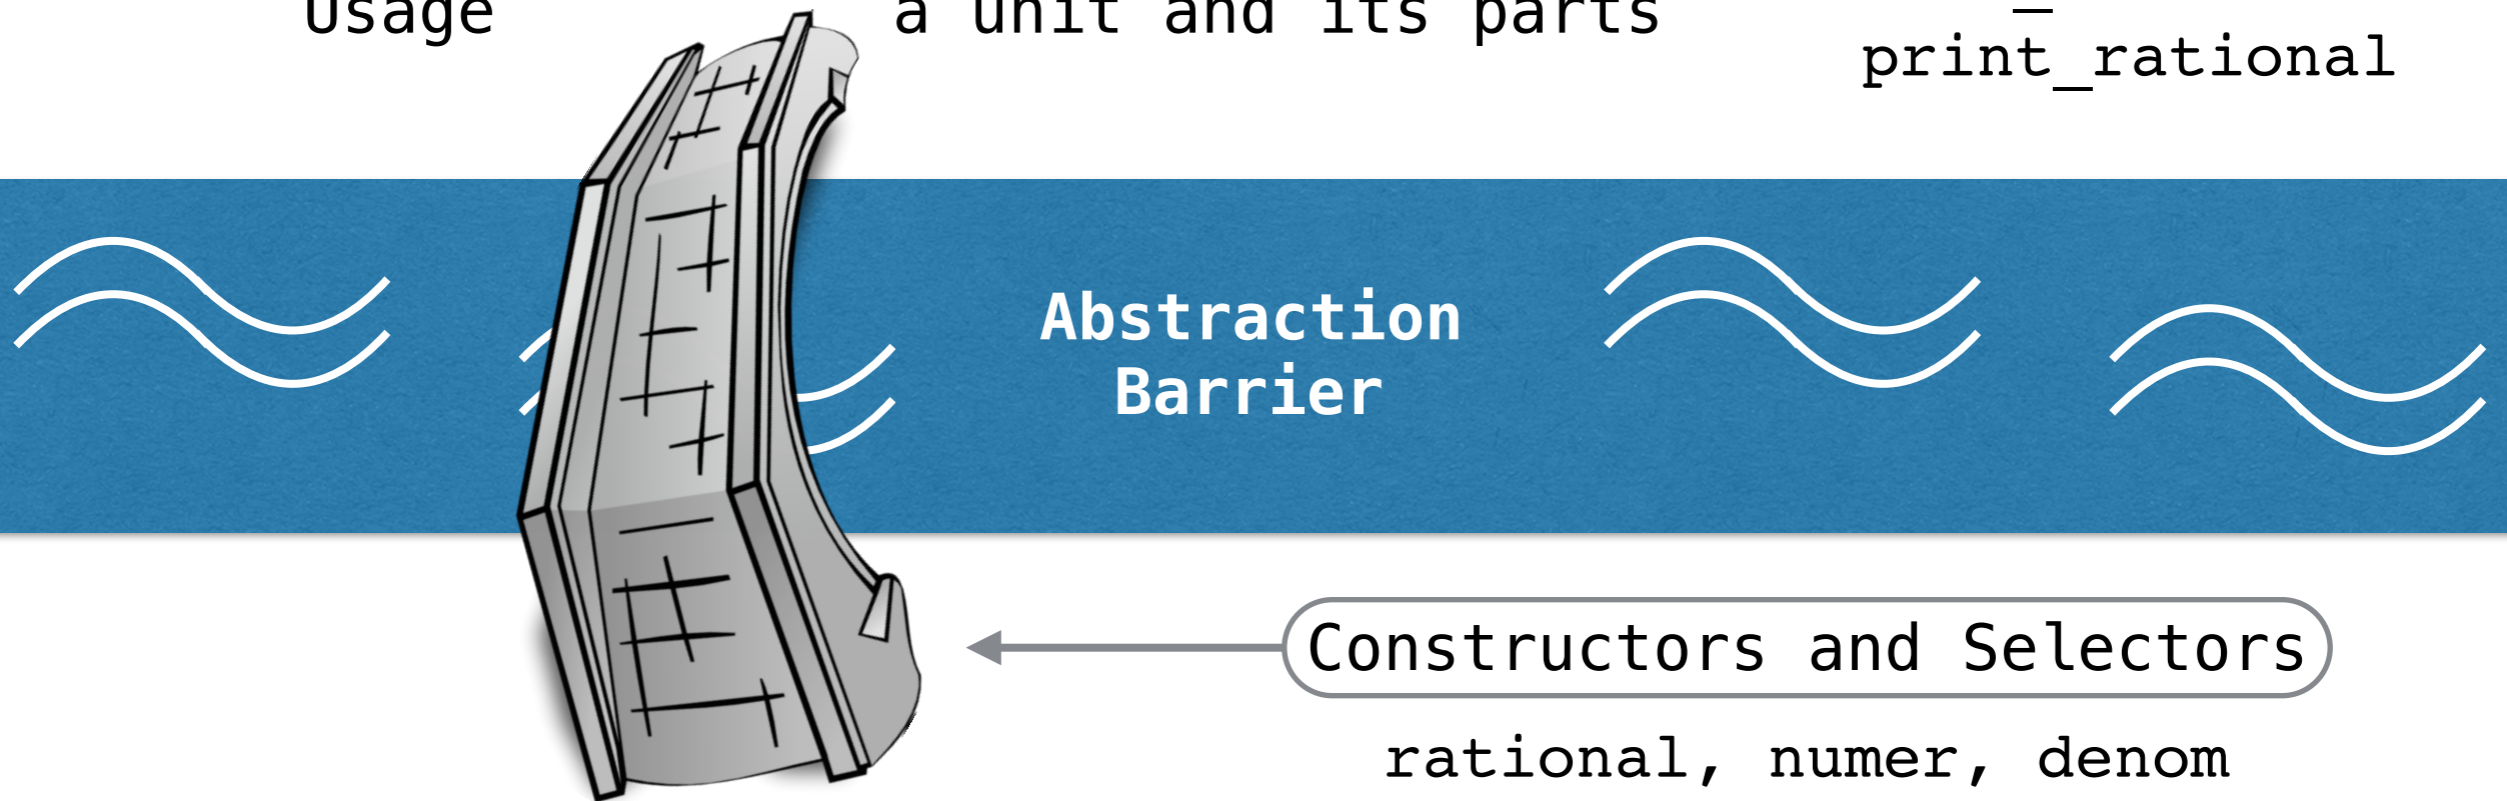 Usage
a unit and its parts
print_rational
Abstraction
Barrier
Constructors and Selectors
rational, numer, denom